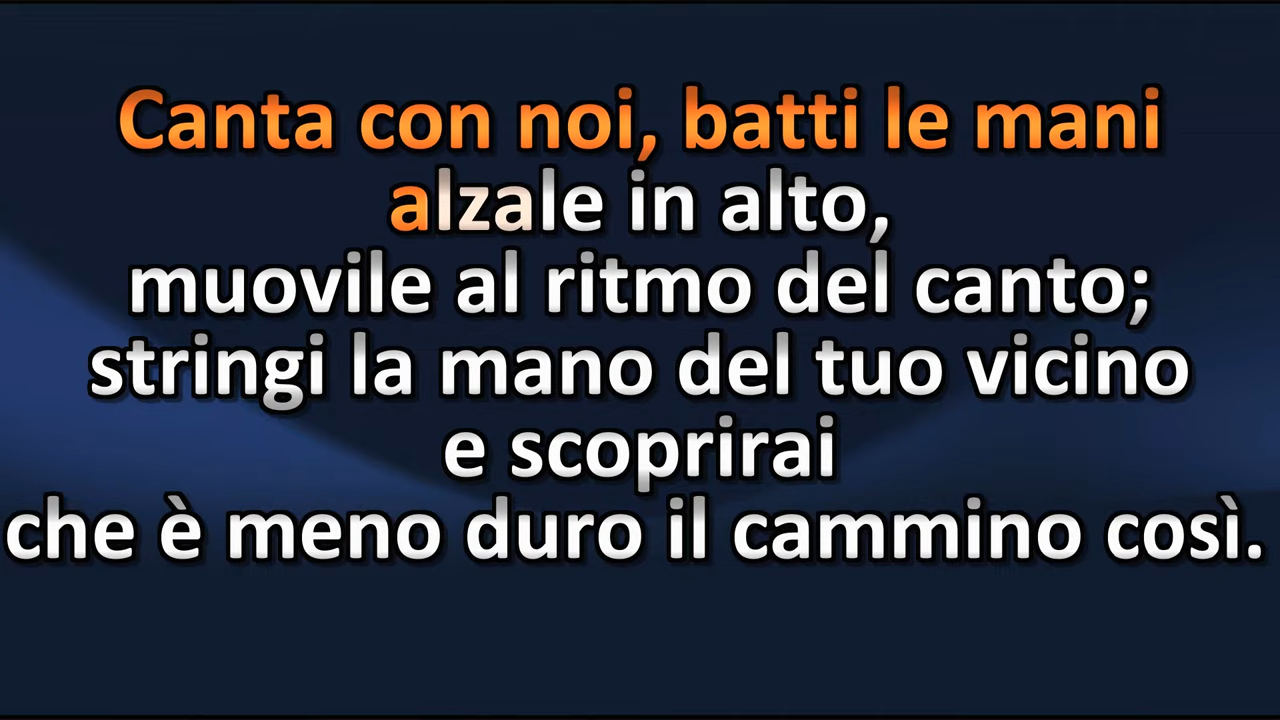 Canta con noi, batti le mani
alzale in alto,
muovile al ritmo del canto;
stringi la mano del tuo vicino
e scoprirai
che è meno duro il cammino così.